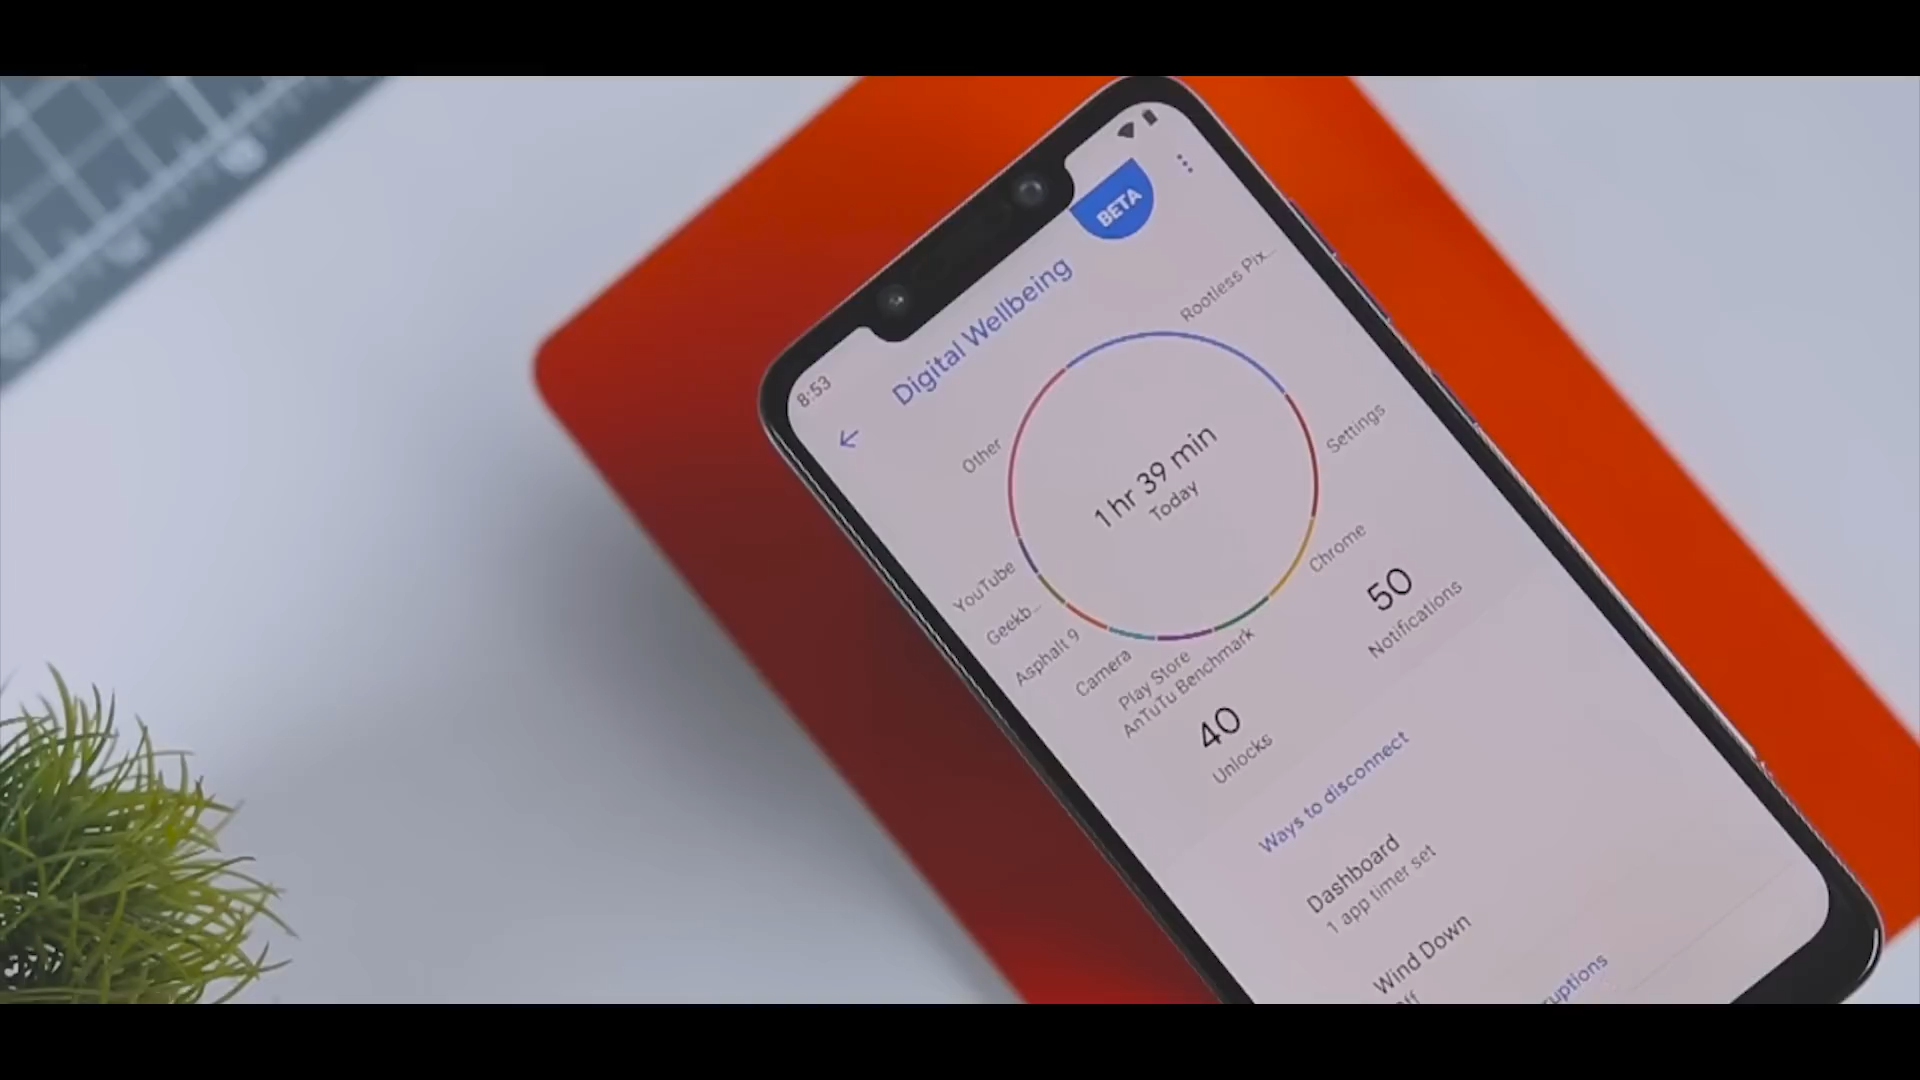 8:53
BETA
Digital Wellbeing
Rootless Pix...
Other
Settings
1 hr 39 min
Today
YouTube
Chrome
Geekb...
Asphalt 9
Camera
Play Store
AnTuTu Benchmark
40
Unlocks
50
Notifications
Ways to disconnect
Dashboard
1 app timer set
Wind Down